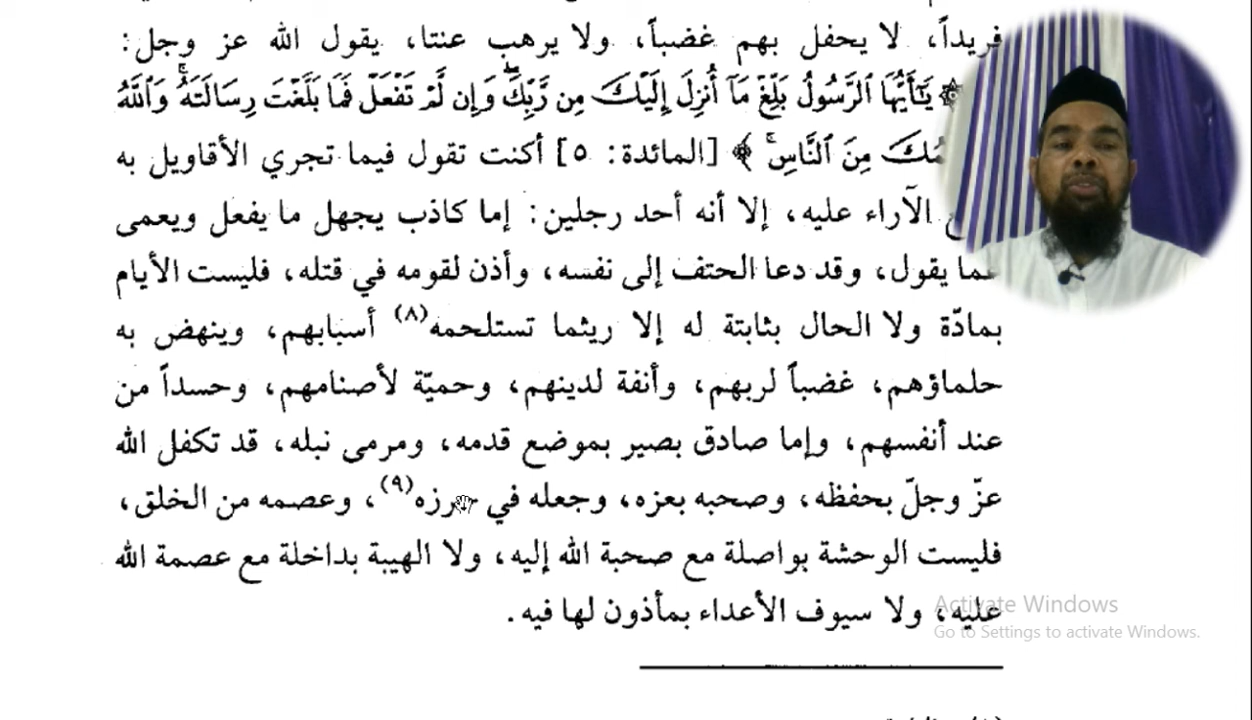 فريداً، لا يحفل بهم غضباً، ولا يرهب عنتا، يقول الله عز وجل:
﴿ يَٰٓأَيُّهَا ٱلرَّسُولُ بَلِّغْ مَآ أُنزِلَ إِلَيْكَ مِن رَّبِّكَ ۖ وَإِن لَّمْ تَفْعَلْ فَمَا بَلَّغْتَ رِسَالَتَهُۥ ۚ وَٱللَّهُ
مِنَ ٱلنَّاسِ ۗ ﴾ [المائدة: ٥] أكنت تقول فيما تجري الأقاويل به
الآراء عليه، إلا أنه أحد رجلين: إما كاذب يجهل ما يفعل ويعمى
عما يقول، وقد دعا الحتف إلى نفسه، وأذن لقومه في قتله، فليست الأيام
بمادّة ولا الحال بثابتة له إلا ريثما تستلحمه(٨) أسبابهم، وينهض به
حلماؤهم، غضباً لربهم، وأنفة لدينهم، وحميّة لأصنامهم، وحسداً من
عند أنفسهم، وإما صادق بصير بموضع قدمه، ومرمى نبله، قد تكفل الله
عزّ وجلّ بحفظه، وصحبه بعزه، وجعله في (٩)، وعصمه من الخلق،
فليست الوحشة بواصلة مع صحبة الله إليه، ولا الهيبة بداخلة مع عصمة الله
عليه، ولا سيوف الأعداء بمأذون لها فيه.
Activate Windows
Go to Settings to activate Windows.